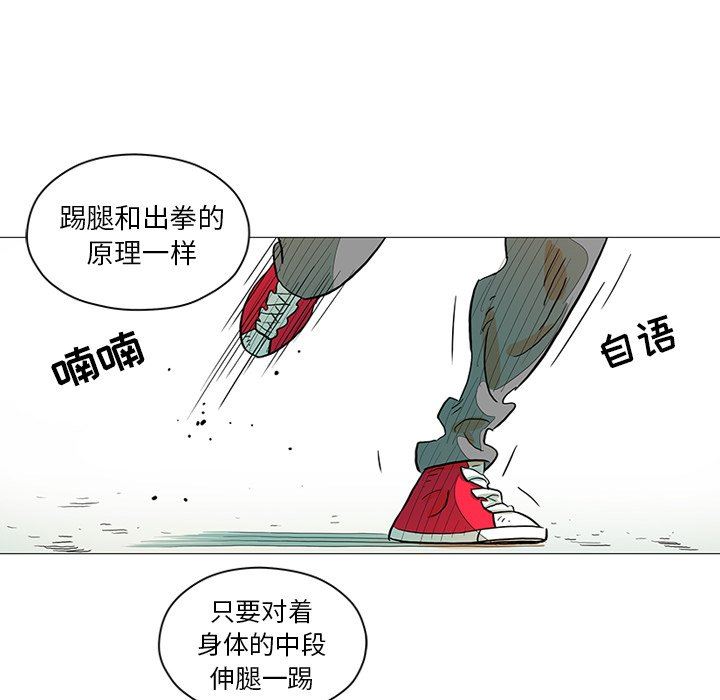 踢腿和出拳的
原理一样
喃喃
自语
只要对着
身体的中段
伸腿一踢